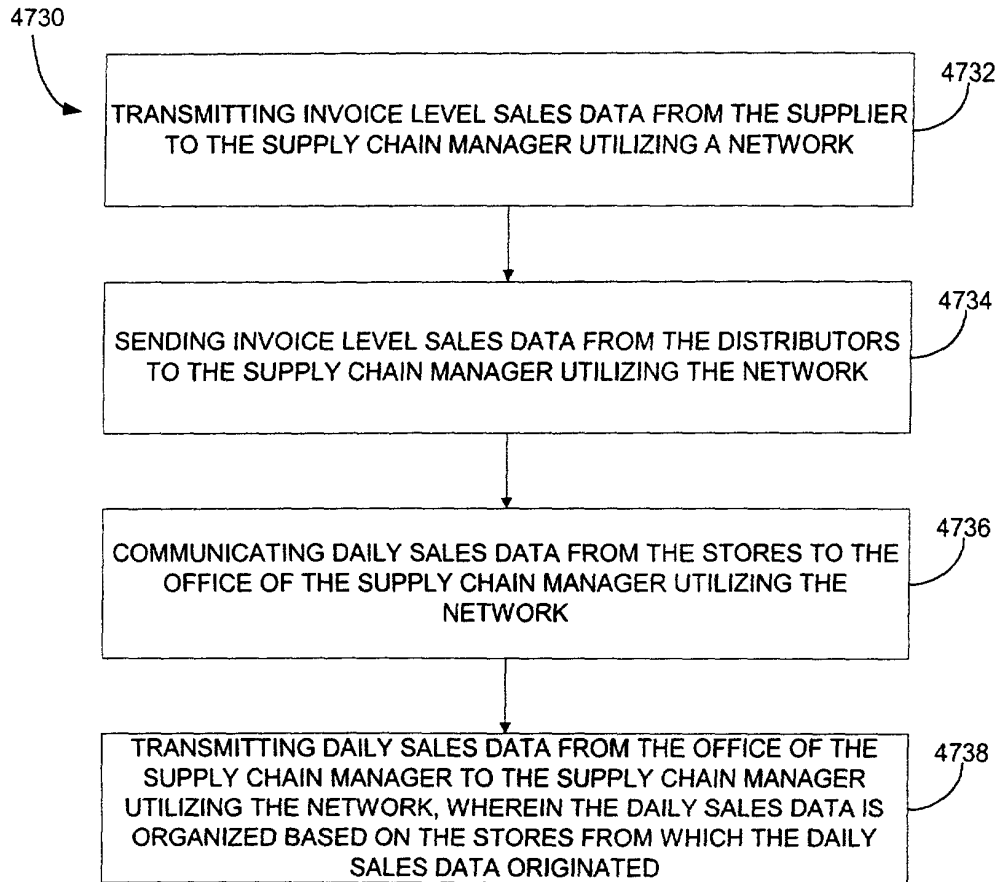 4730
4732
TRANSMITTING INVOICE LEVEL SALES DATA FROM THE SUPPLIER
TO THE SUPPLY CHAIN MANAGER UTILIZING A NETWORK
4734
SENDING INVOICE LEVEL SALES DATA FROM THE DISTRIBUTORS
TO THE SUPPLY CHAIN MANAGER UTILIZING THE NETWORK
4736
COMMUNICATING DAILY SALES DATA FROM THE STORES TO THE
OFFICE OF THE SUPPLY CHAIN MANAGER UTILIZING THE
NETWORK
4738
TRANSMITTING DAILY SALES DATA FROM THE OFFICE OF THE
SUPPLY CHAIN MANAGER TO THE SUPPLY CHAIN MANAGER
UTILIZING THE NETWORK, WHEREIN THE DAILY SALES DATA IS
ORGANIZED BASED ON THE STORES FROM WHICH THE DAILY
SALES DATA ORIGINATED